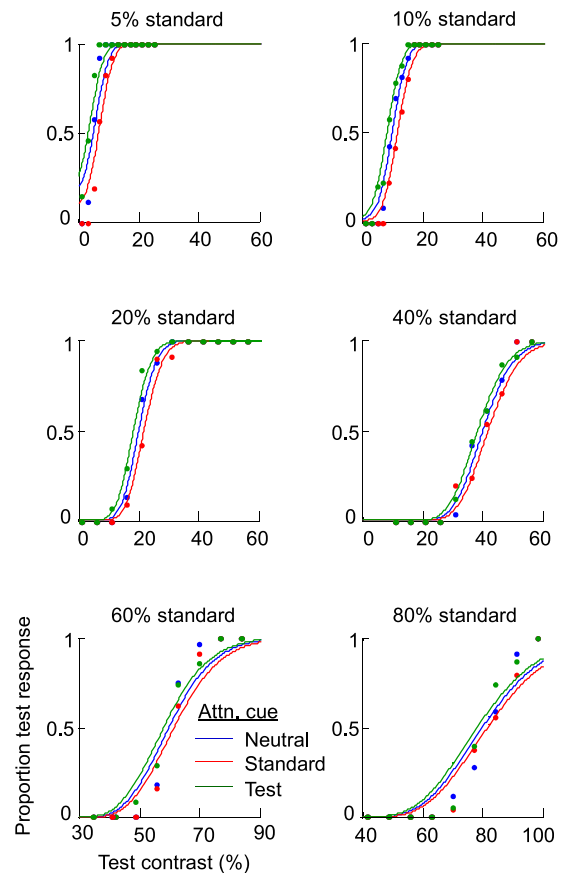 5% standard
10% standard
1
0.5
0
0 20 40 60
1
0.5
0
0 20 40 60
20% standard
40% standard
1
0.5
0
0 20 40 60
1
0.5
0
0 20 40 60
60% standard
80% standard
1
0.5
0
30 50 70 90
1
0.5
0
40 60 80 100
Attn. cue
Neutral
Standard
Test
Proportion test response
Test contrast (%)